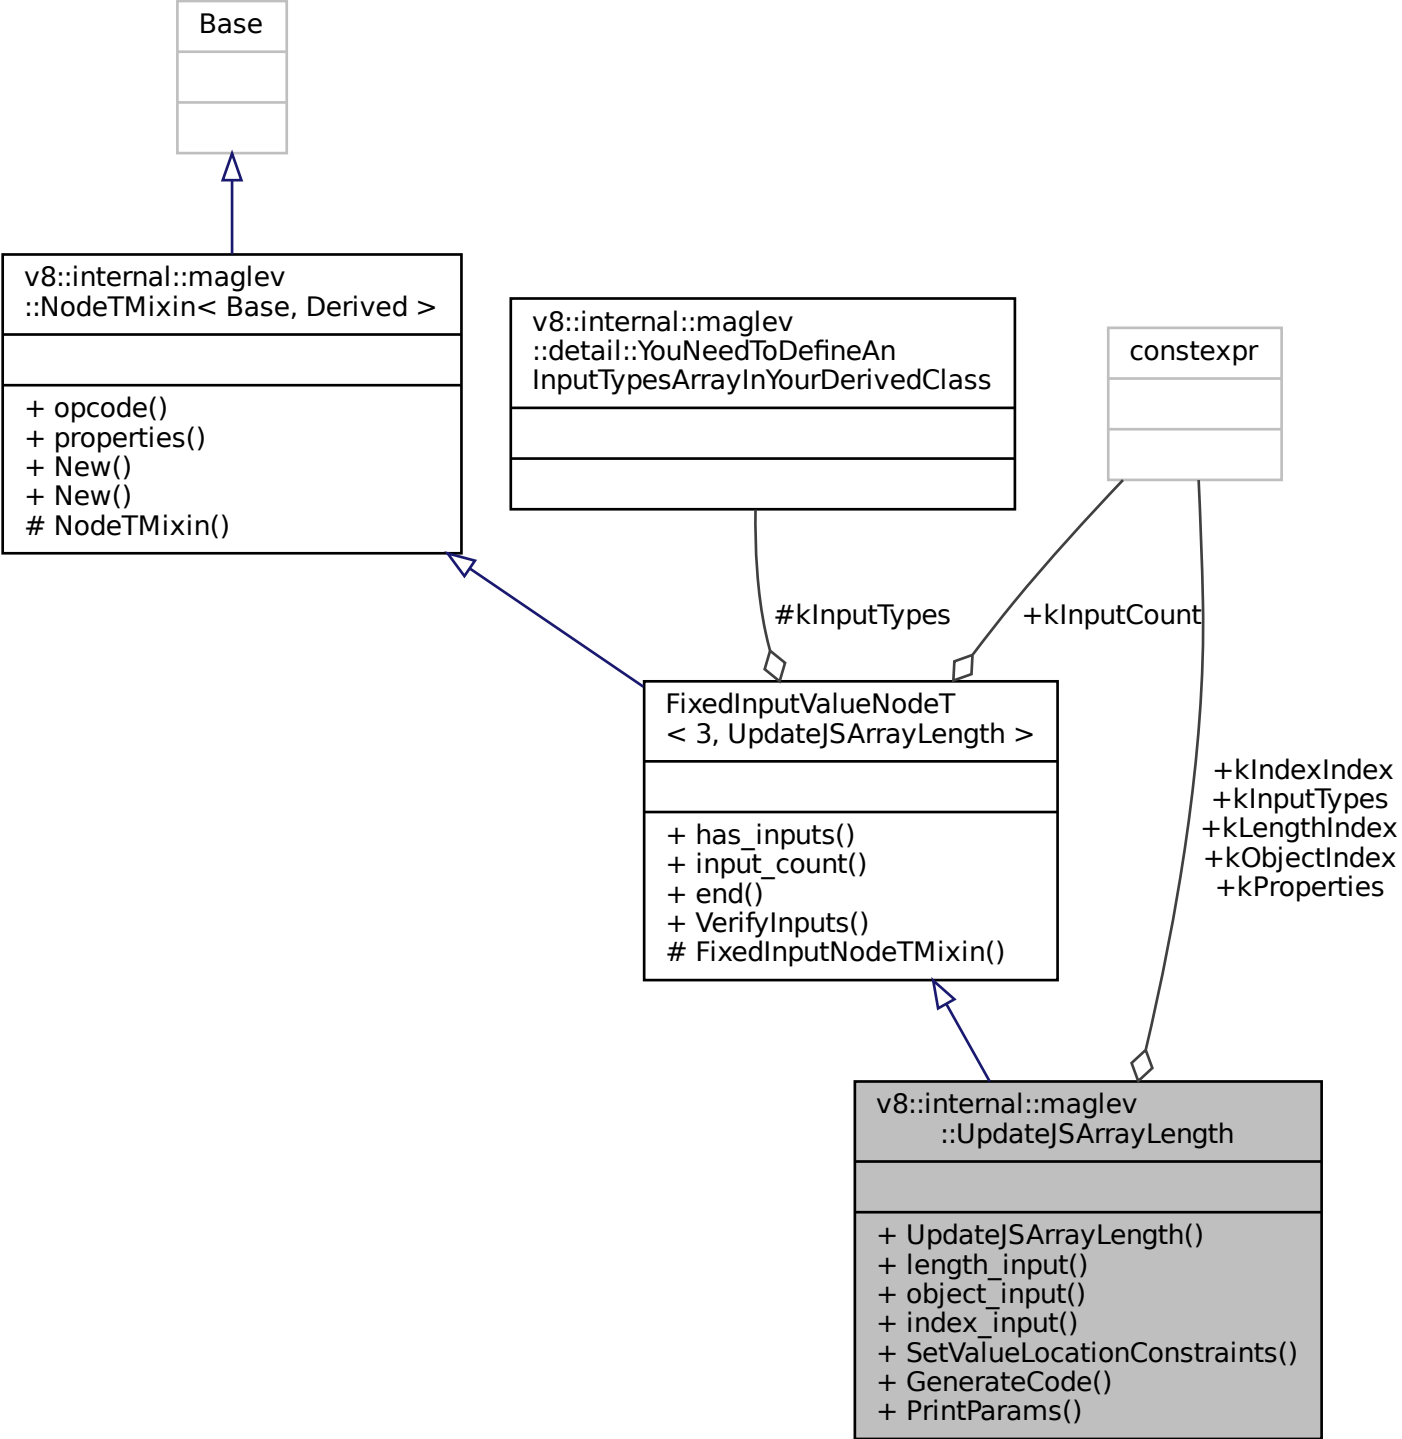 Base
v8::internal::maglev
::NodeTMixin< Base, Derived >
+ opcode()
+ properties()
+ New()
+ New()
# NodeTMixin()
v8::internal::maglev
::detail::YouNeedToDefineAn
InputTypesArrayInYourDerivedClass
constexpr
#kInputTypes
+kInputCount
FixedInputValueNodeT
< 3, UpdateJSArrayLength >
+ has_inputs()
+ input_count()
+ end()
+ VerifyInputs()
# FixedInputNodeTMixin()
+kIndexIndex
+kInputTypes
+kLengthIndex
+kObjectIndex
+kProperties
v8::internal::maglev
::UpdateJSArrayLength
+ UpdateJSArrayLength()
+ length_input()
+ object_input()
+ index_input()
+ SetValueLocationConstraints()
+ GenerateCode()
+ PrintParams()